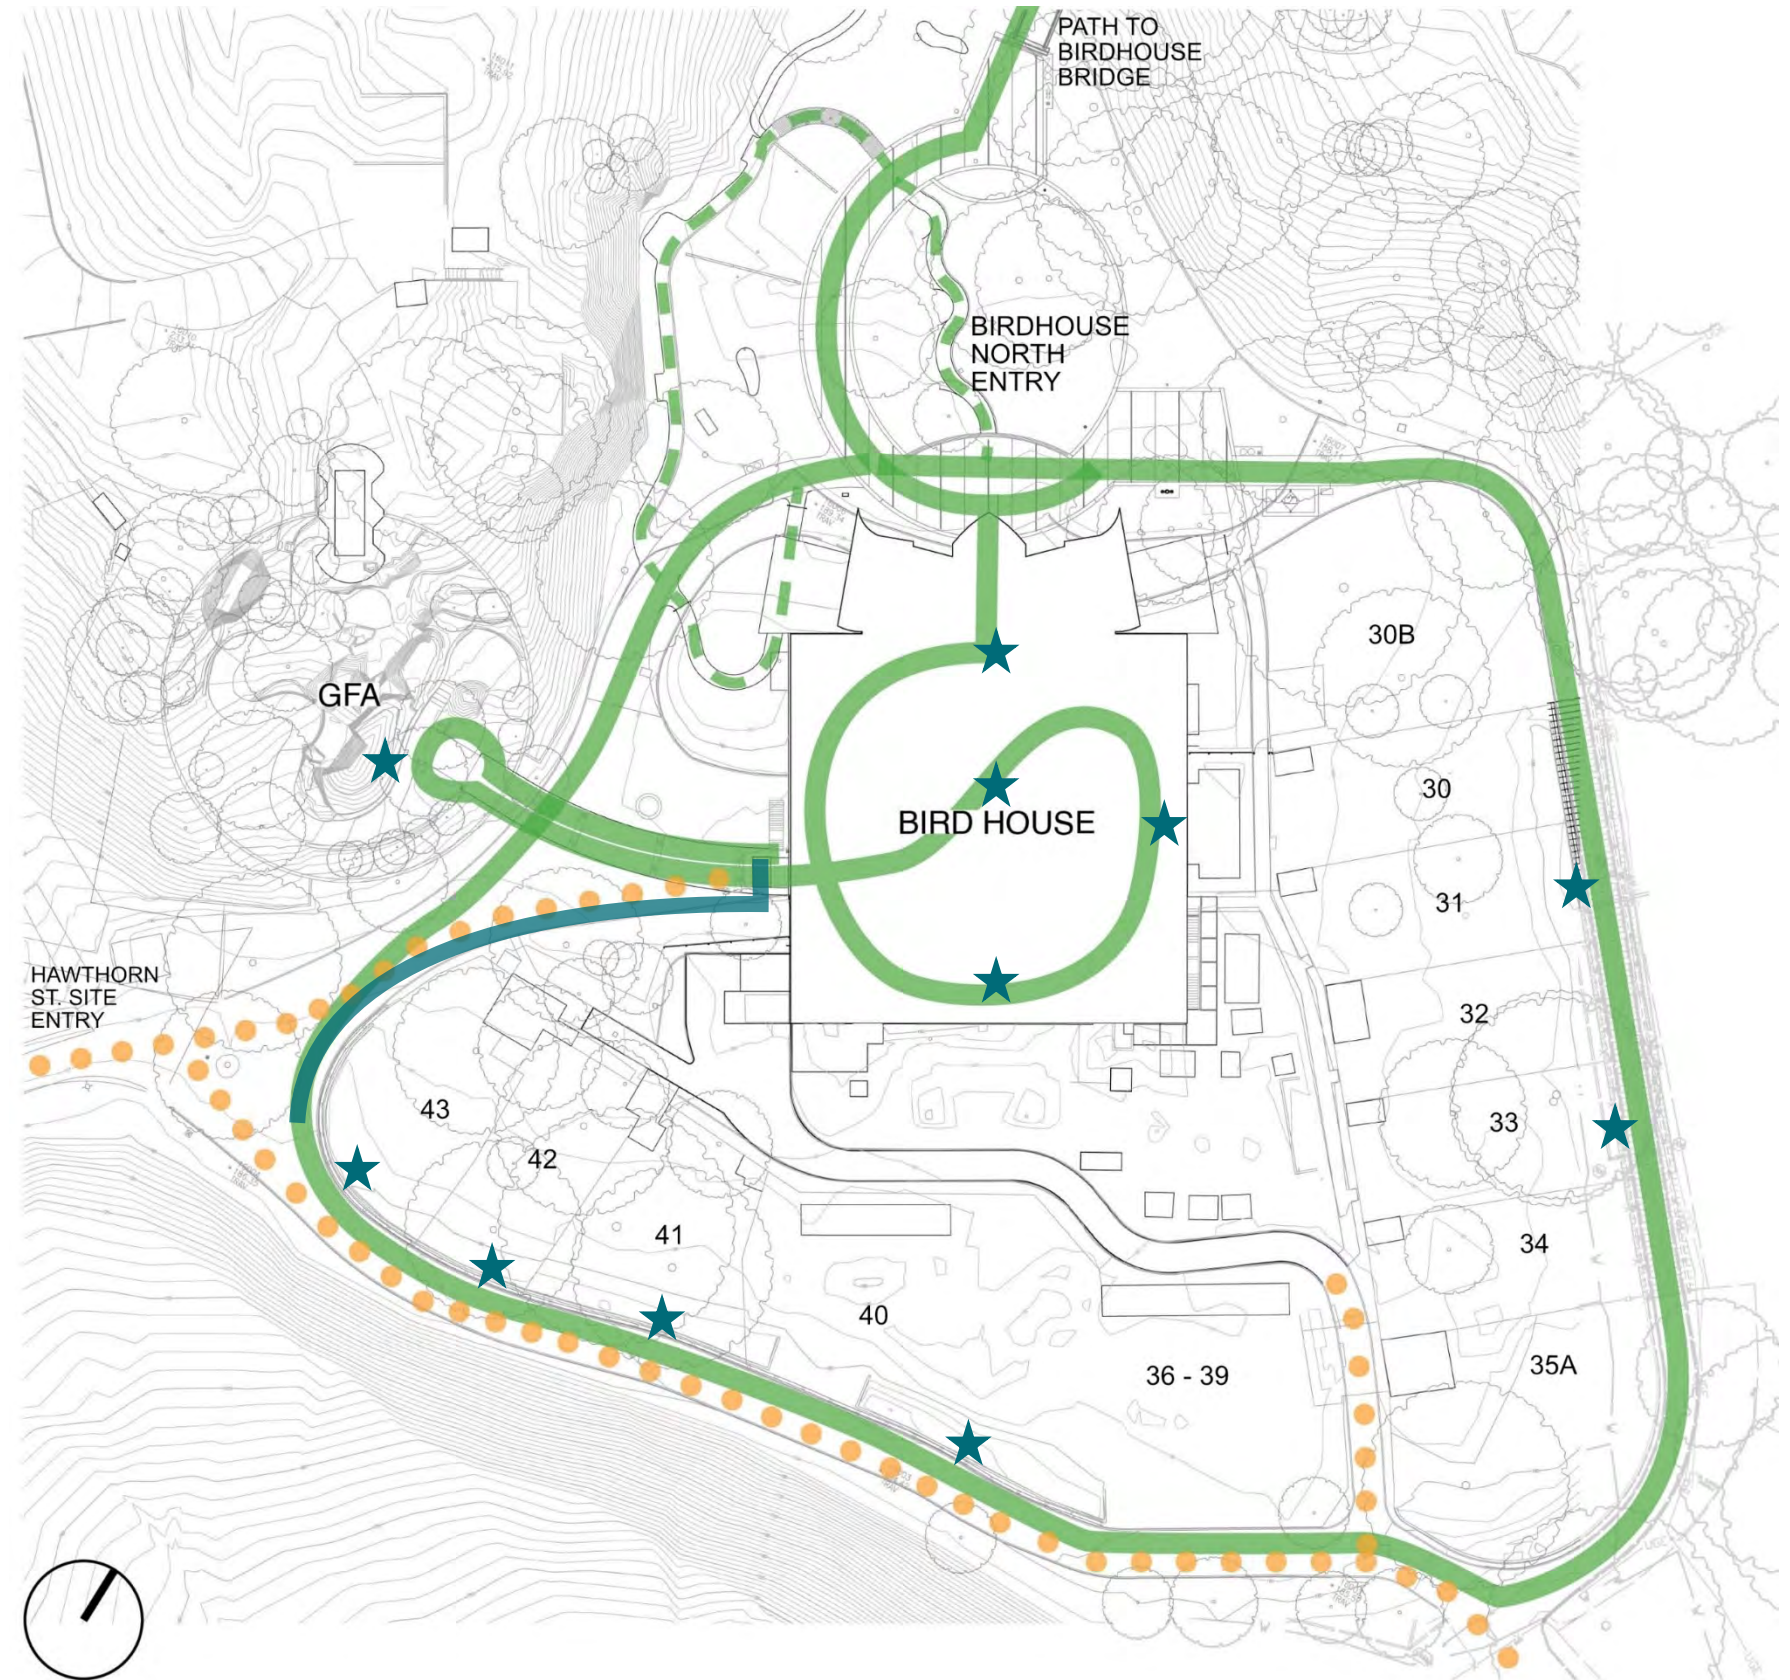 PATH TO
BIRDHOUSE
BRIDGE
BIRDHOUSE
NORTH
ENTRY
30B
GFA
30
BIRD HOUSE
31
HAWTHORN
ST. SITE
ENTRY
32
43
33
42
41
34
40
35A
36 - 39